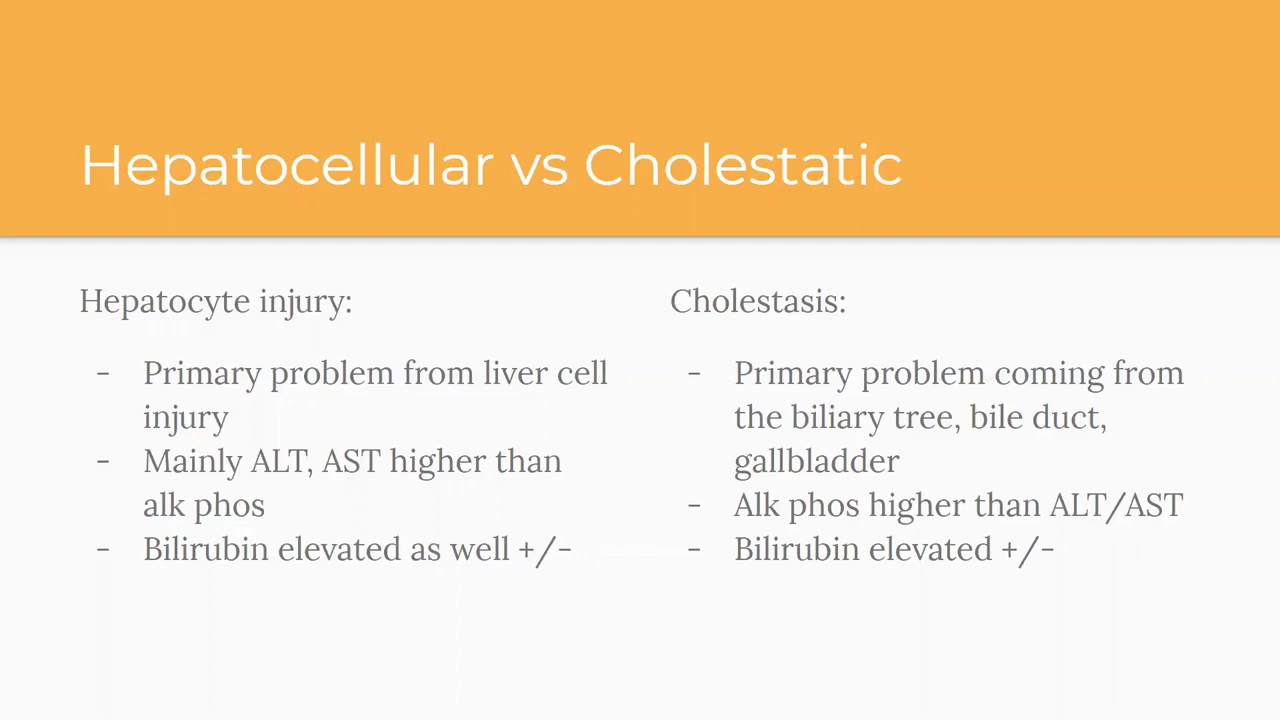 Hepatocellular vs Cholestatic
Hepatocyte injury:
- Primary problem from liver cell
injury
- Mainly ALT, AST higher than
alk phos
- Bilirubin elevated as well +/-
Cholestasis:
- Primary problem coming from
the biliary tree, bile duct,
gallbladder
- Alk phos higher than ALT/AST
- Bilirubin elevated +/-